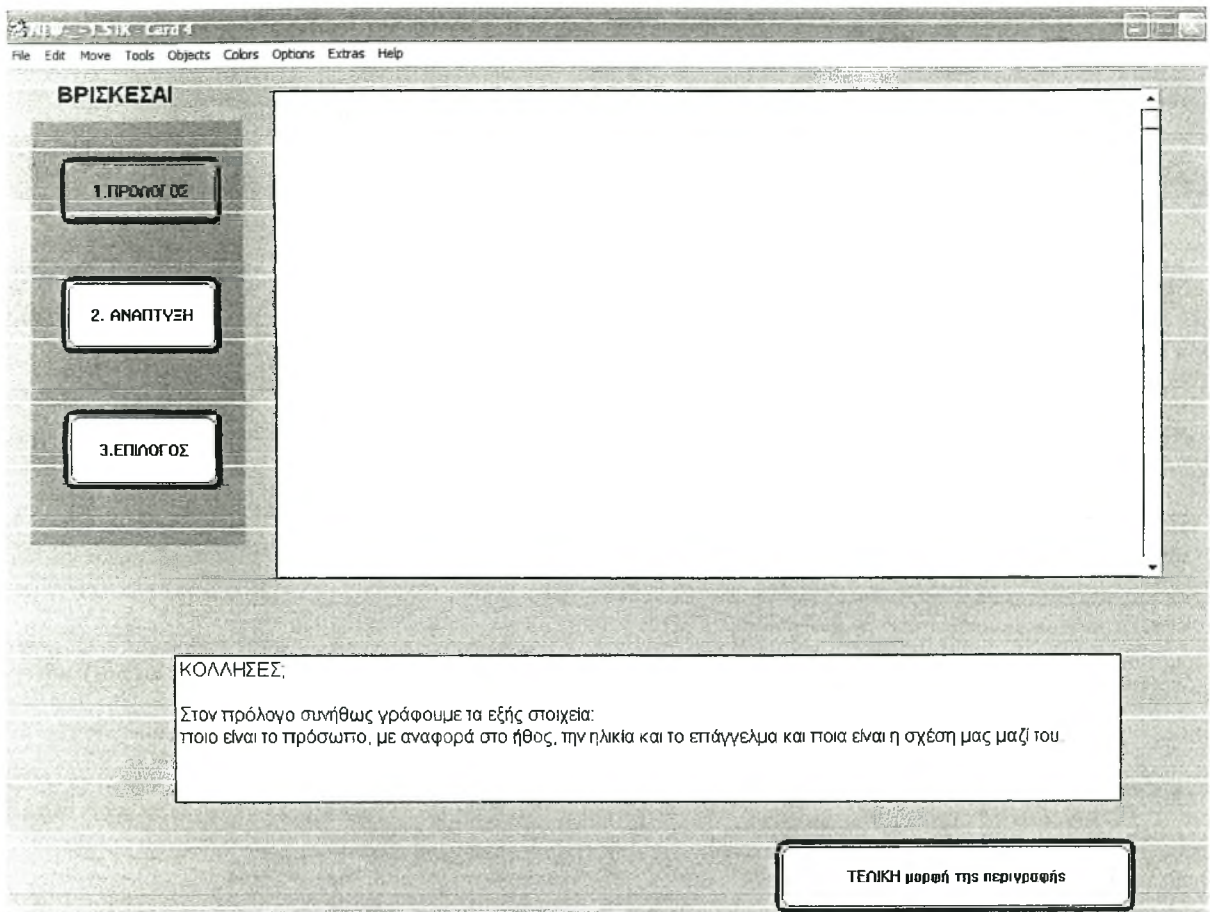 - Card 4
File Edit Move Tools Objects Colors Options Extras Help
ΒΡΙΣΚΕΣΑΙ
1.ΠΡΟΛΟΓΟΣ
2. ΑΝΑΠΤΥΞΗ
3.ΕΠΙΛΟΓΟΣ
ΚΟΛΛΗΣΕΣ;
Στον πρόλογο συνήθως γράφουμε τα εξής στοιχεία:
ποιο είναι το πρόσωπο, με αναφορά στο ήθος, την ηλικία και το επάγγελμα και ποια είναι η σχέση μας μαζί του.
ΤΕΛΙΚΗ μορφή της περιγραφής